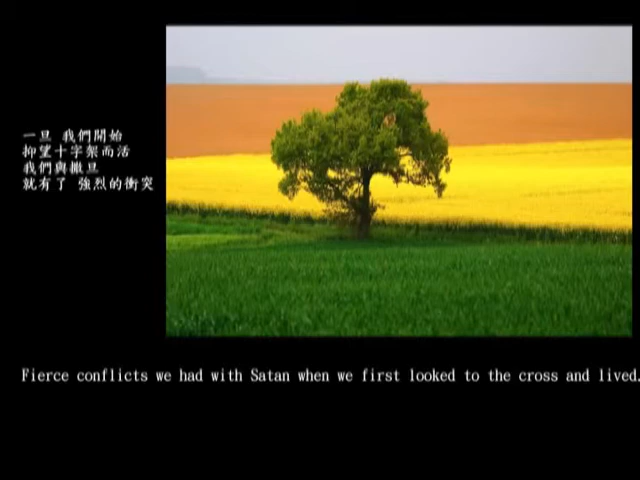 一旦 我們開始
抑望十字架而活
我們與撒旦
就有了 強烈的衝突
Fierce conflicts we had with Satan when we first looked to the cross and lived.